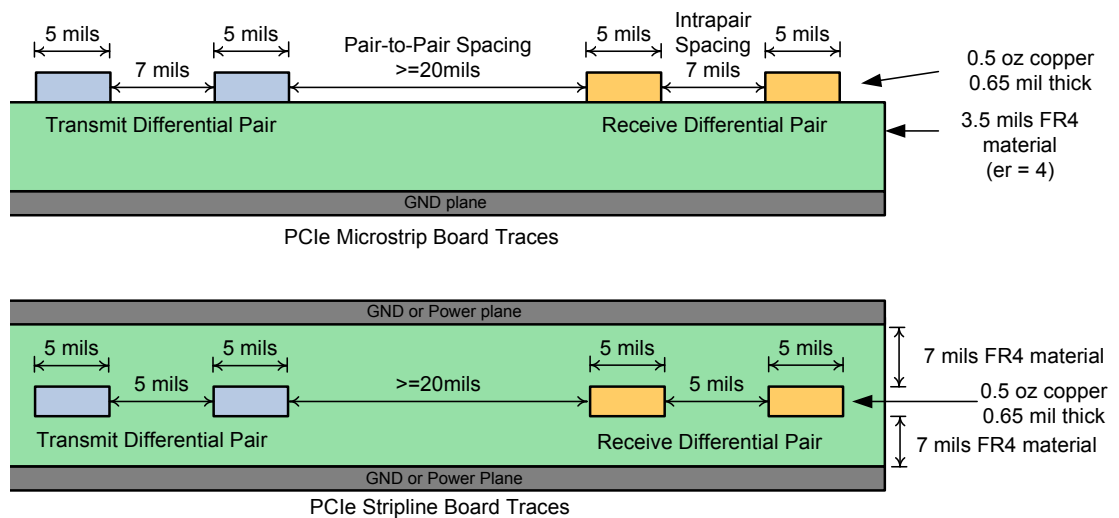 5 mils
5 mils
Pair-to-Pair Spacing
>=20mils
5 mils
Intrapair
Spacing
5 mils
7 mils
7 mils
0.5 oz copper
0.65 mil thick
Transmit Differential Pair
Receive Differential Pair
3.5 mils FR4
material
(er = 4)
GND plane
PCIe Microstrip Board Traces
GND or Power plane
5 mils
5 mils
5 mils
5 mils
7 mils FR4 material
5 mils
>=20mils
5 mils
0.5 oz copper
0.65 mil thick
Transmit Differential Pair
Receive Differential Pair
7 mils FR4 material
GND or Power Plane
PCIe Stripline Board Traces